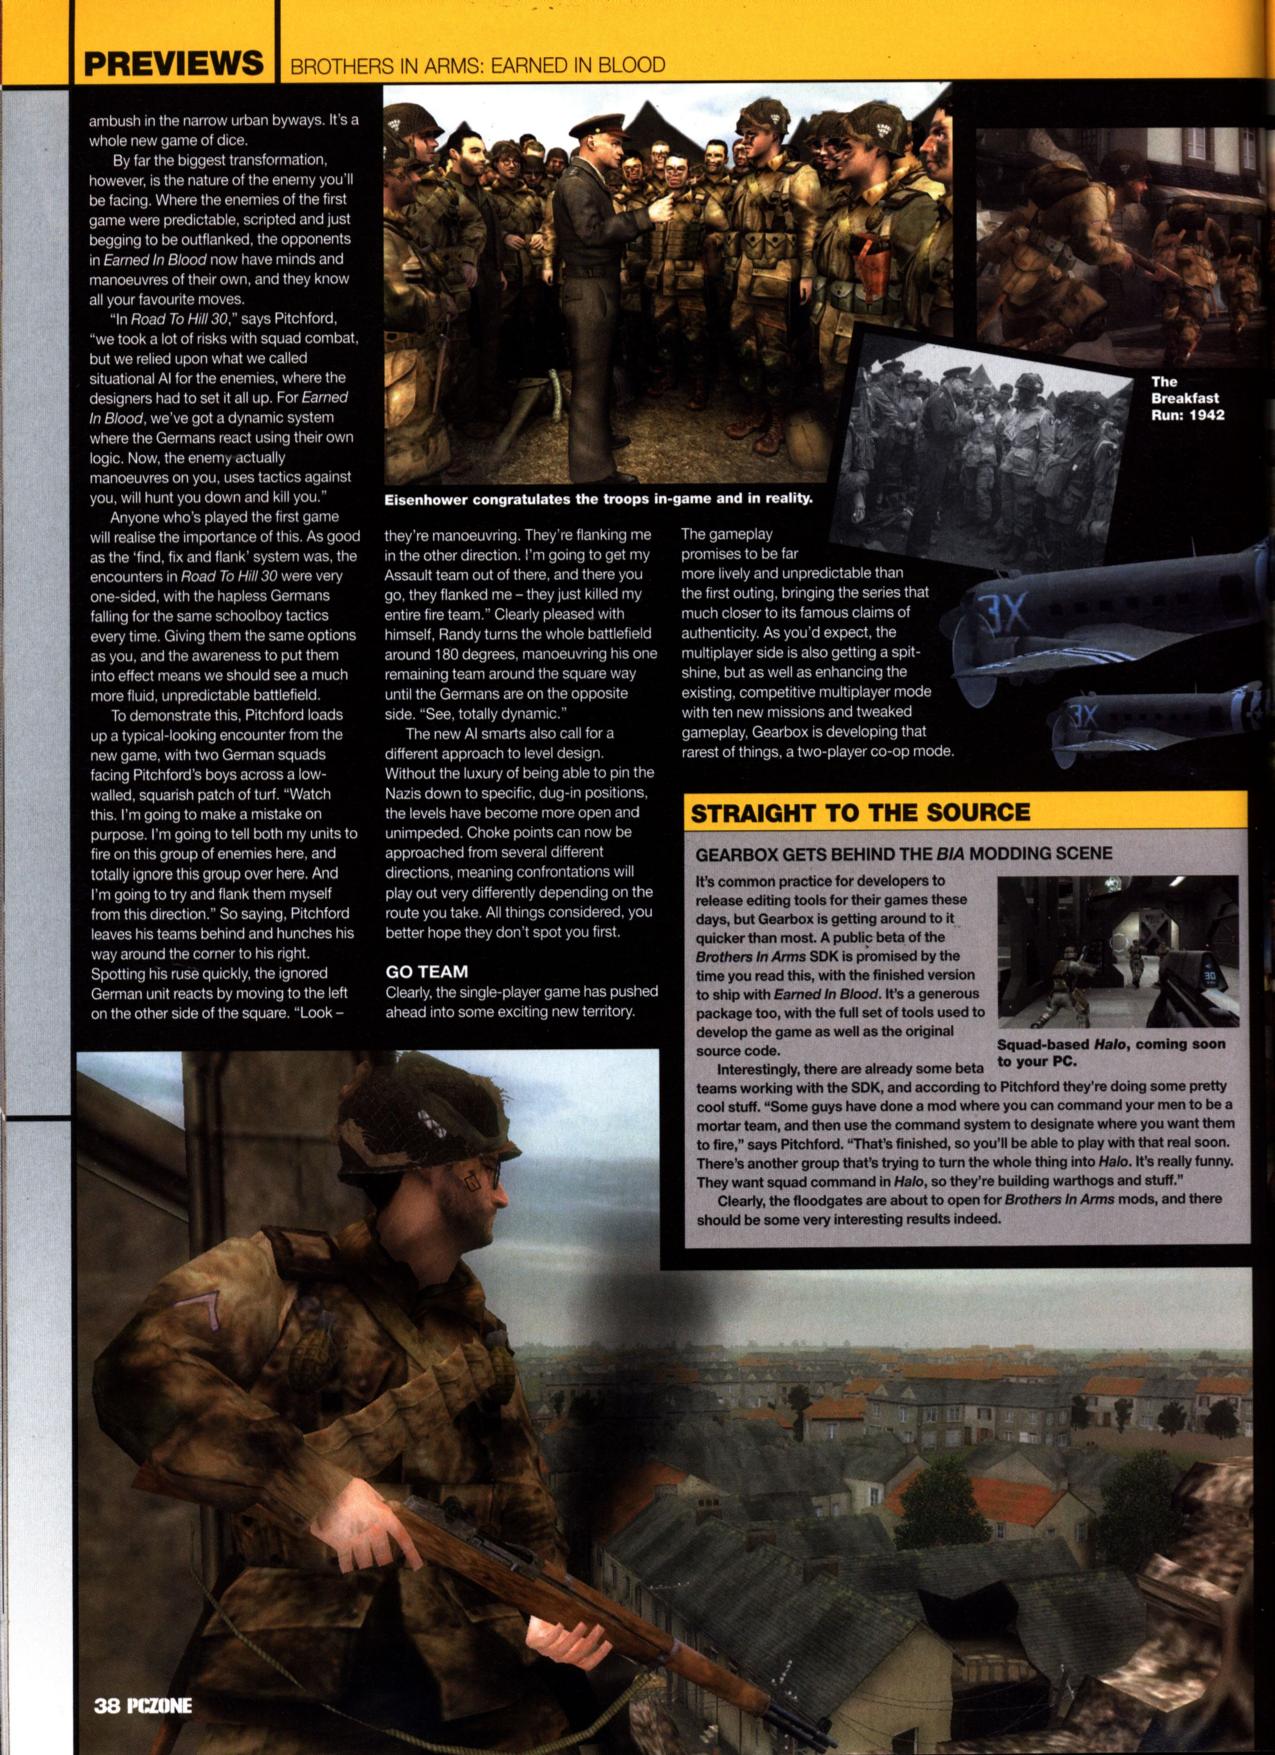 PREVIEWS
BROTHERS IN ARMS: EARNED IN BLOOD
ambush in the narrow urban byways. It's a
whole new game of dice.
By far the biggest transformation,
however, is the nature of the enemy you'll
be facing. Where the enemies of the first
game were predictable, scripted and just
begging to be outflanked, the opponents
in Earned In Blood now have minds and
manoeuvres of their own, and they know
all your favourite moves.
"In Road To Hill 30," says Pitchford,
"we took a lot of risks with squad combat,
but we relied upon what we called
situational AI for the enemies, where the
designers had to set it all up. For Earned
In Blood, we've got a dynamic system
where the Germans react using their own
logic. Now, the enemy actually
manoeuvres on you, uses tactics against
you, will hunt you down and kill you."
Anyone who's played the first game
will realise the importance of this. As good
as the 'find, fix and flank' system was, the
encounters in Road To Hill 30 were very
one-sided, with the hapless Germans
falling for the same schoolboy tactics
every time. Giving them the same options
as you, and the awareness to put them
into effect means we should see a much
more fluid, unpredictable battlefield.
To demonstrate this, Pitchford loads
up a typical-looking encounter from the
new game, with two German squads
facing Pitchford's boys across a low-
walled, squarish patch of turf. "Watch
this. I'm going to make a mistake on
purpose. I'm going to tell both my units to
fire on this group of enemies here, and
totally ignore this group over here. And
I'm going to try and flank them myself
from this direction." So saying, Pitchford
leaves his teams behind and hunches his
way around the corner to his right.
Spotting his ruse quickly, the ignored
German unit reacts by moving to the left
on the other side of the square. "Look –
Eisenhower congratulates the troops in-game and in reality.
The
Breakfast
Run: 1942
they're manoeuvring. They're flanking me
in the other direction. I'm going to get my
Assault team out of there, and there you
go, they flanked me – they just killed my
entire fire team." Clearly pleased with
himself, Randy turns the whole battlefield
around 180 degrees, manoeuvring his one
remaining team around the square way
until the Germans are on the opposite
side. "See, totally dynamic."
The new AI smarts also call for a
different approach to level design.
Without the luxury of being able to pin the
Nazis down to specific, dug-in positions,
the levels have become more open and
unimpeded. Choke points can now be
approached from several different
directions, meaning confrontations will
play out very differently depending on the
route you take. All things considered, you
better hope they don't spot you first.
GO TEAM
Clearly, the single-player game has pushed
ahead into some exciting new territory.
The gameplay
promises to be far
more lively and unpredictable than
the first outing, bringing the series that
much closer to its famous claims of
authenticity. As you'd expect, the
multiplayer side is also getting a spit-
shine, but as well as enhancing the
existing, competitive multiplayer mode
with ten new missions and tweaked
gameplay, Gearbox is developing that
rarest of things, a two-player co-op mode.
3X
3X
STRAIGHT TO THE SOURCE
GEARBOX GETS BEHIND THE BIA MODDING SCENE
It's common practice for developers to
release editing tools for their games these
days, but Gearbox is getting around to it
quicker than most. A public beta of the
Brothers In Arms SDK is promised by the
time you read this, with the finished version
to ship with Earned In Blood. It's a generous
package too, with the full set of tools used to
develop the game as well as the original
source code.
Interestingly, there are already some beta
teams working with the SDK, and according to Pitchford they're doing some pretty
cool stuff. "Some guys have done a mod where you can command your men to be a
mortar team, and then use the command system to designate where you want them
to fire," says Pitchford. "That's finished, so you'll be able to play with that real soon.
There's another group that's trying to turn the whole thing into Halo. It's really funny.
They want squad command in Halo, so they're building warthogs and stuff."
Clearly, the floodgates are about to open for Brothers In Arms mods, and there
should be some very interesting results indeed.
30
Squad-based Halo, coming soon
to your PC.
38 PCZONE